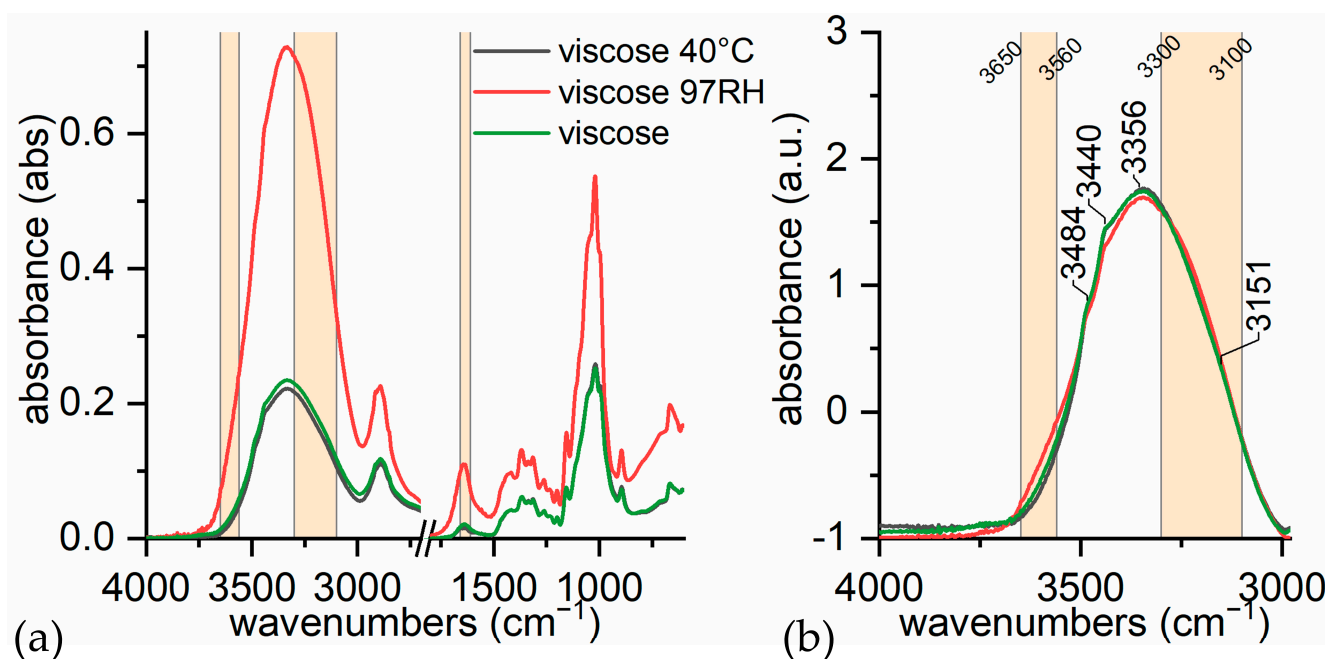 absorbance (abs)
0.6
0.4
0.2
0.0
viscose 40°C
viscose 97RH
viscose
4000 3500 3000 1500 1000
wavenumbers (cm−1)
(a)
absorbance (a.u.)
3
2
1
0
-1
3650
3560
3300
3100
3484
3440
3356
3151
4000 3500 3000
wavenumbers (cm−1)
(b)